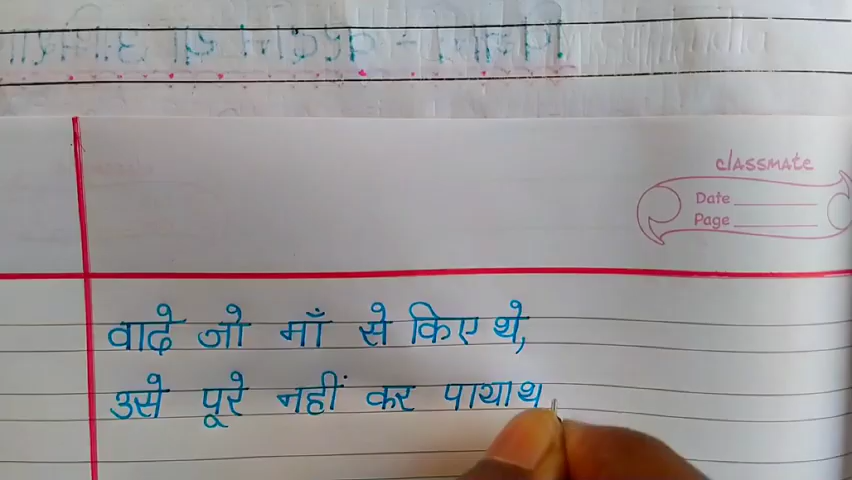 classmate
Date
Page
वादे जो माँ से किए थे,
उसे पूरे नहीं कर पायाथ